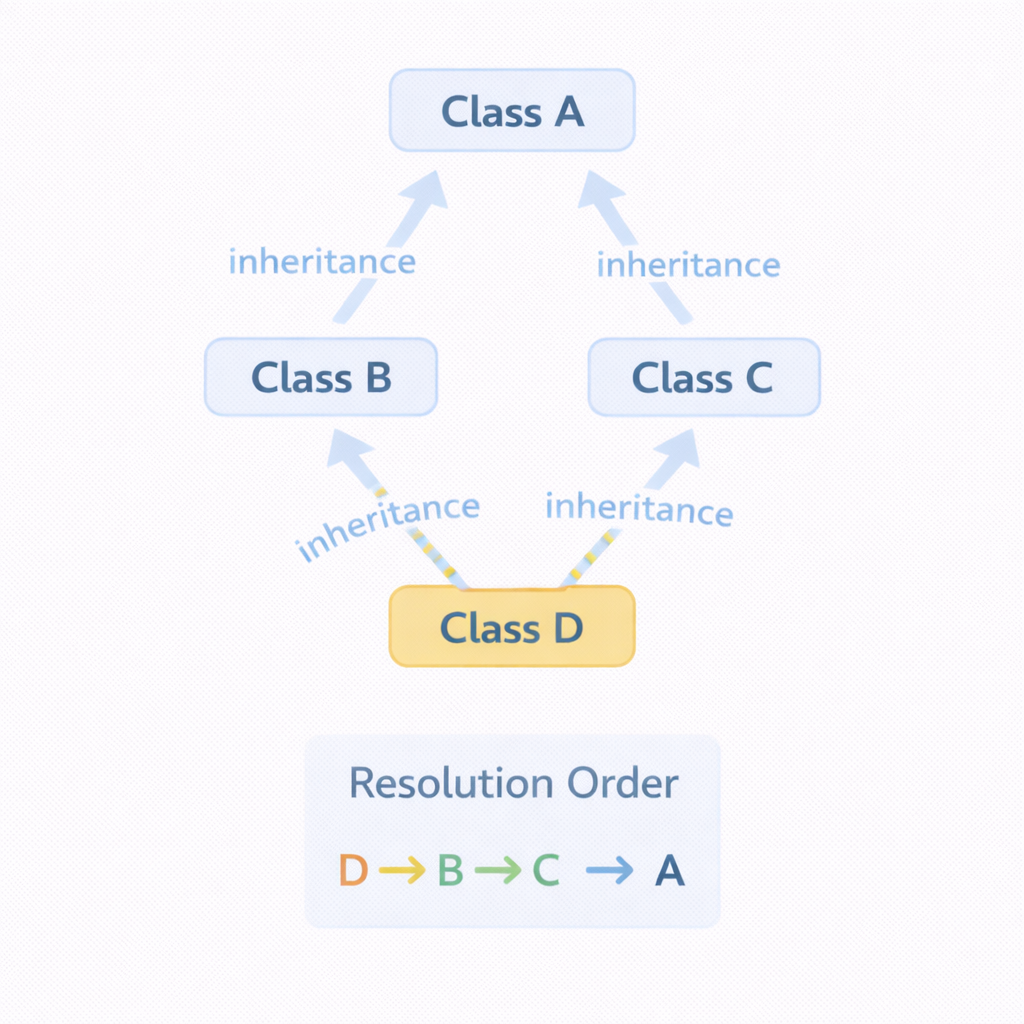 Class A
inheritance
inheritance
Class B
Class C
inheritance
inheritance
Class D
Resolution Order
D → B → C → A